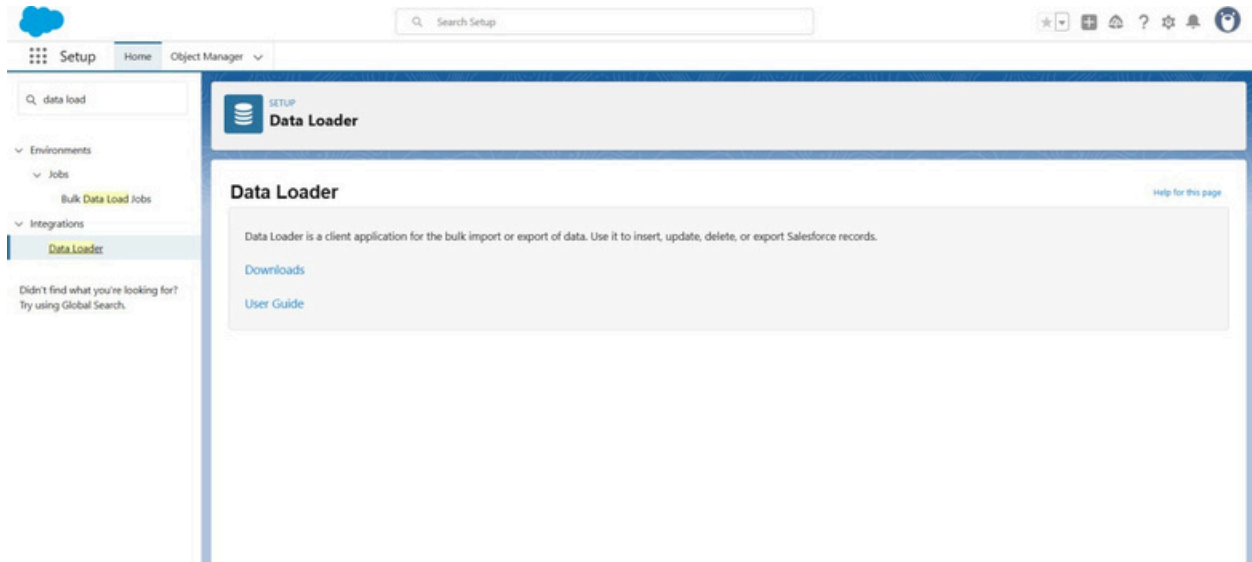 Search Setup
Setup
Home
Object Manager
data load
Environments
Jobs
Bulk Data Load Jobs
Integrations
Data Loader
Didn't find what you're looking for?
Try using Global Search.
SETUP
Data Loader
Data Loader
Help for this page
Data Loader is a client application for the bulk import or export of data. Use it to insert, update, delete, or export Salesforce records.
Downloads
User Guide